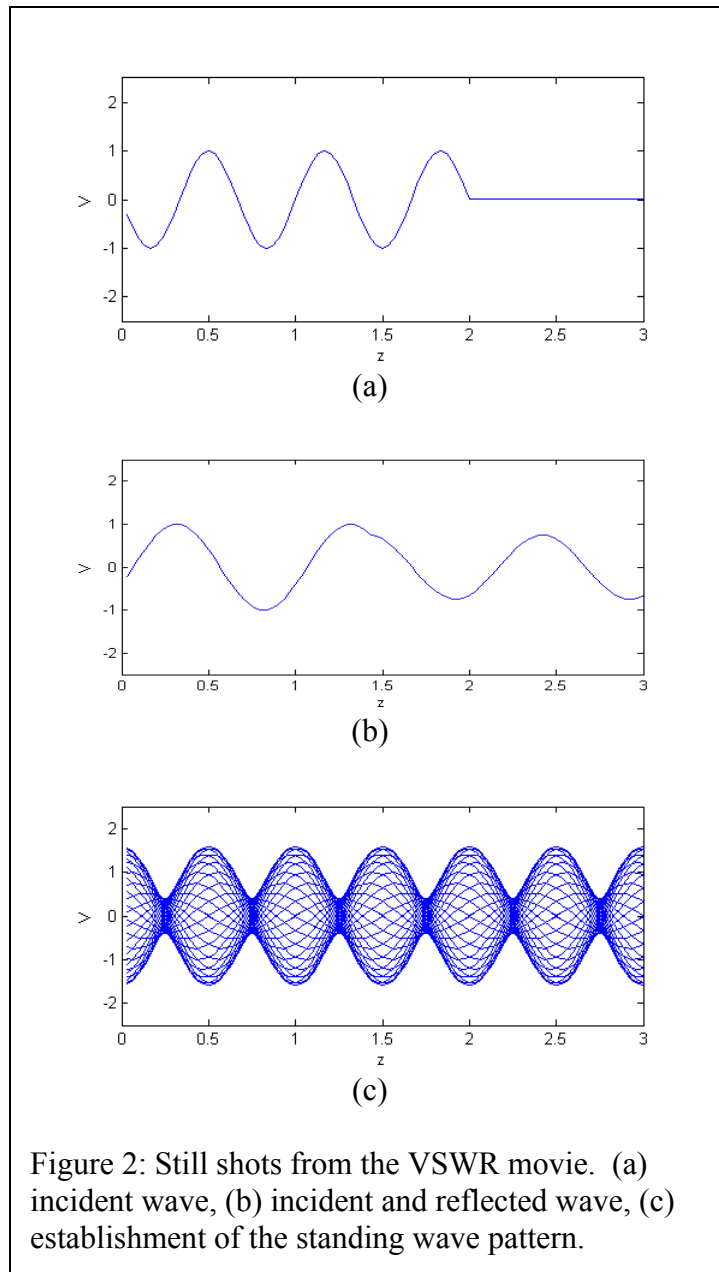 2
1
0
-1
-2
V
0 0.5 1 1.5 2 2.5 3
z
(a)
2
1
0
-1
-2
V
0 0.5 1 1.5 2 2.5 3
z
(b)
2
1
0
-1
-2
V
0 0.5 1 1.5 2 2.5 3
z
(c)
Figure 2: Still shots from the VSWR movie. (a)
incident wave, (b) incident and reflected wave, (c)
establishment of the standing wave pattern.